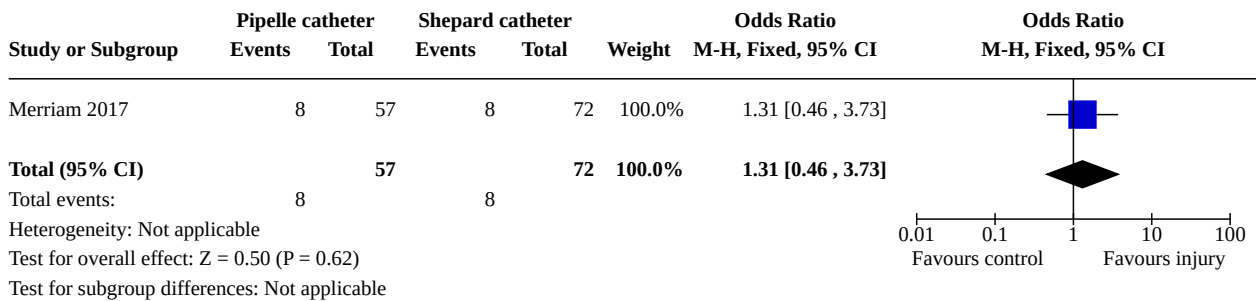 Pipelle catheter Shepard catheter Odds Ratio Odds Ratio
Study or Subgroup Events Total Events Total Weight M-H, Fixed, 95% CI M-H, Fixed, 95% CI
Merriam 2017 8 57 8 72 100.0% 1.31 [0.46 , 3.73]
Total (95% CI) 57 72 100.0% 1.31 [0.46 , 3.73]
Total events: 8 8
Heterogeneity: Not applicable
Test for overall effect: Z = 0.50 (P = 0.62)
Test for subgroup differences: Not applicable
0.01 0.1 1 10 100
Favours control Favours injury